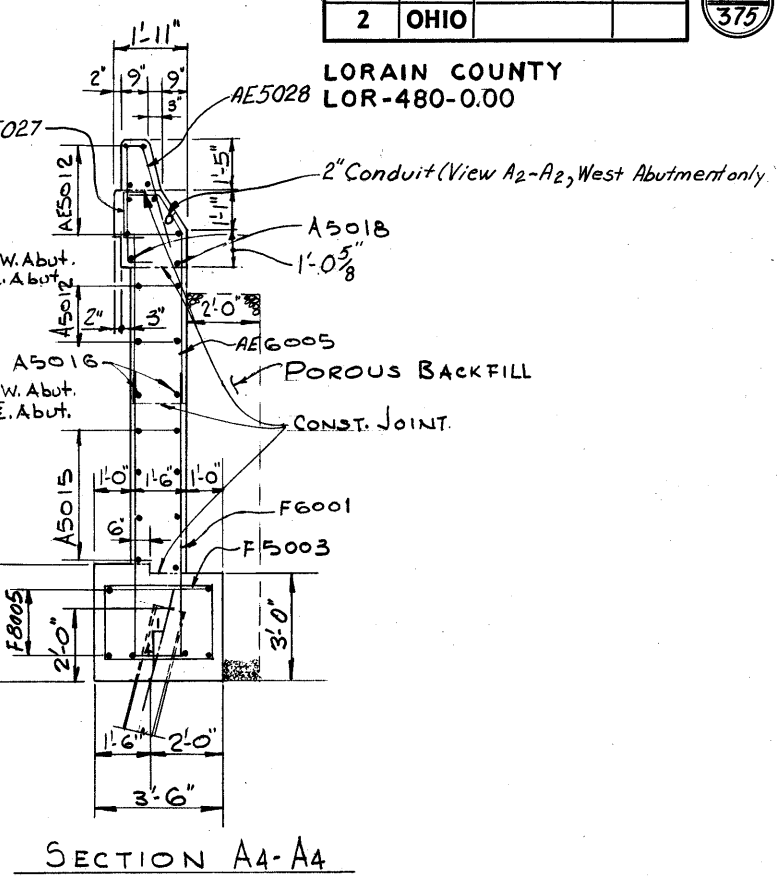 2 OHIO
375
LORAIN COUNTY
LOR-480-0.00
1'-11"
2" 9" 9"
3"
AE5028
5027
AE5012
1'-5"
2" Conduit (View A2-A2, West Abutment only
1'-1"
A5018
1'-0 5/8"
W. Abut.
E. Abut.
A5012
2" 3"
2'-0"
AE6005
A5016
POROUS BACKFILL
W. Abut.
E. Abut.
CONST. JOINT.
A5015
1'-0" 1'-6" 1'-0"
6"
F6001
F5003
F8005
2'-0"
1
3'-0"
1'-6" 2'-0"
3'-6"
SECTION A4-A4